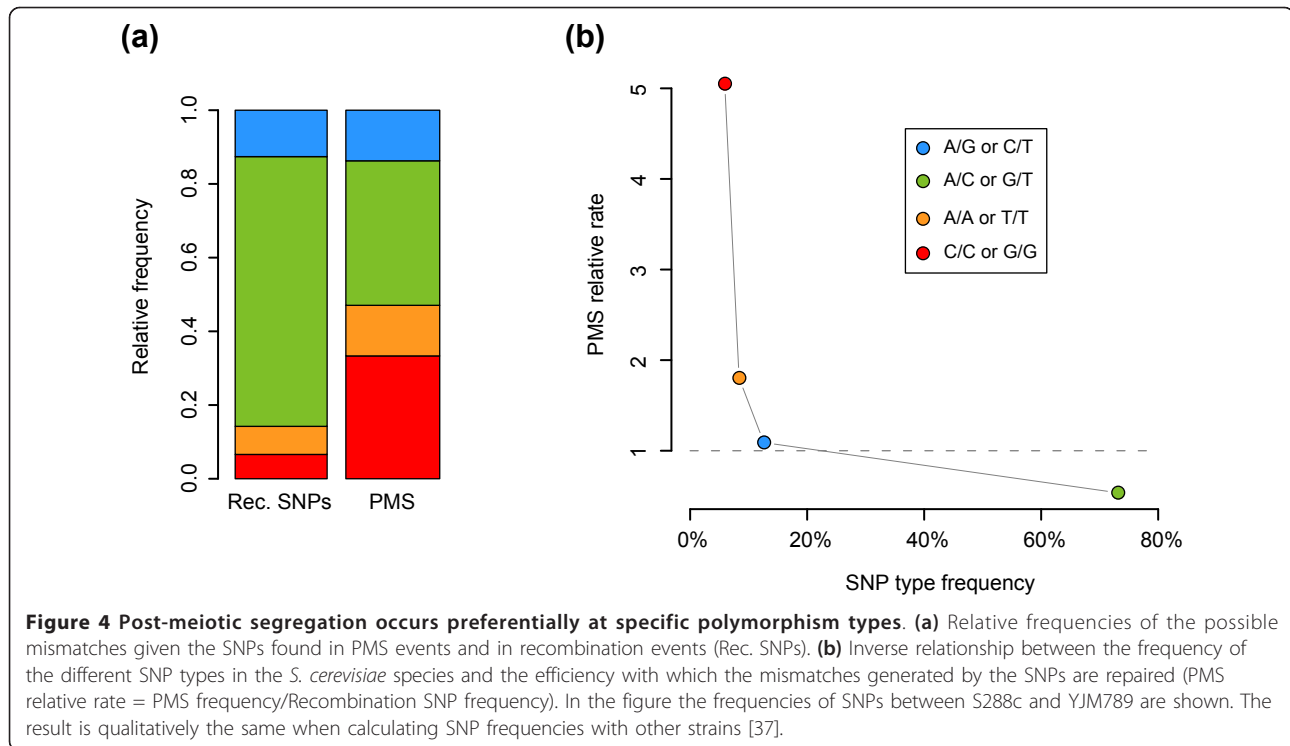 (a)
(b)
Relative frequency
0.0
0.2
0.4
0.6
0.8
1.0
Rec. SNPs
PMS
PMS relative rate
1
2
3
4
5
A/G or C/T
A/C or G/T
A/A or T/T
C/C or G/G
0%
20%
40%
60%
80%
SNP type frequency
Figure 4 Post-meiotic segregation occurs preferentially at specific polymorphism types. (a) Relative frequencies of the possible
mismatches given the SNPs found in PMS events and in recombination events (Rec. SNPs). (b) Inverse relationship between the frequency of
the different SNP types in the S. cerevisiae species and the efficiency with which the mismatches generated by the SNPs are repaired (PMS
relative rate = PMS frequency/Recombination SNP frequency). In the figure the frequencies of SNPs between S288c and YJM789 are shown. The
result is qualitatively the same when calculating SNP frequencies with other strains [37].